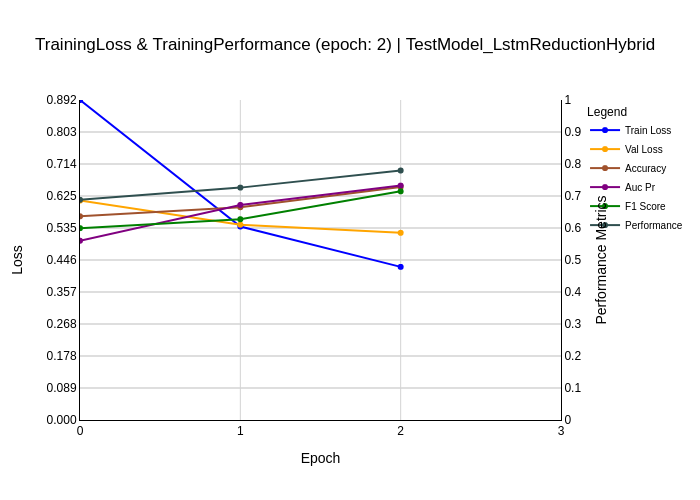 TrainingLoss & TrainingPerformance (epoch: 2) | TestModel_LstmReductionHybrid
0.892
0.803
0.714
0.625
0.535
0.446
0.357
0.268
0.178
0.089
0.000
Loss
0
1
2
3
Epoch
1
0.9
0.8
0.7
0.6
0.5
0.4
0.3
0.2
0.1
0
Performance Metrics
Legend
Train Loss
Val Loss
Accuracy
Auc Pr
F1 Score
Performance